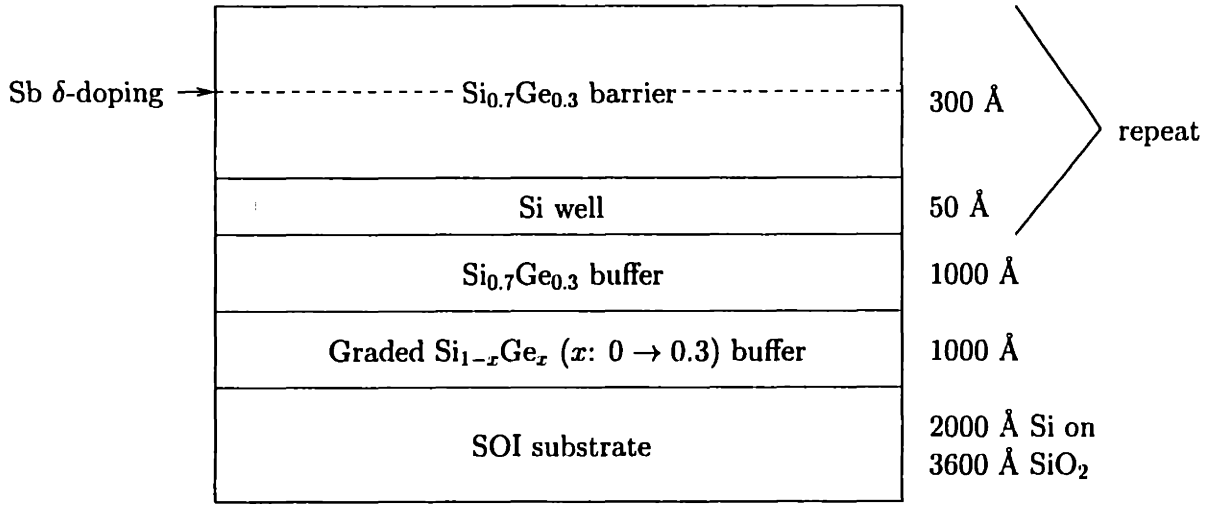 Sb δ-doping
Si₀.₇Ge₀.₃ barrier
300 Å
repeat
Si well
50 Å
Si₀.₇Ge₀.₃ buffer
1000 Å
Graded Si₁₋ₓGeₓ (x: 0 → 0.3) buffer
1000 Å
SOI substrate
2000 Å Si on
3600 Å SiO₂